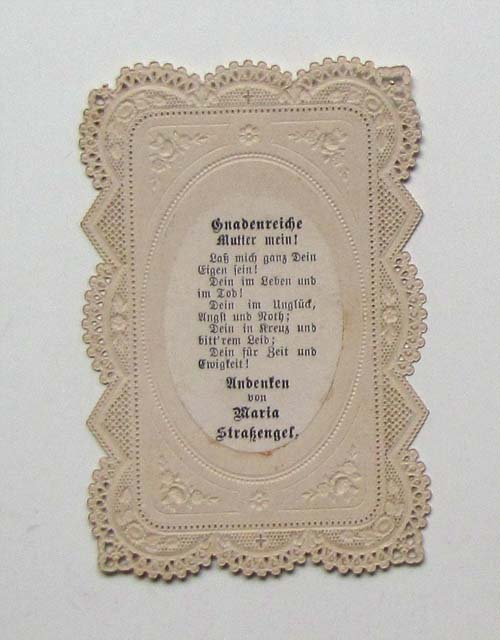 Gnadenreiche
Mutter mein!
Laß mich ganz Dein
Eigen sein!
Dein im Leben und
im Tod!
Dein im Unglück,
Angst und Noth;
Dein in Kreuz und
bitt'rem Leid;
Dein für Zeit und
Ewigkeit!
Andenken
von
Maria
Straßengel.